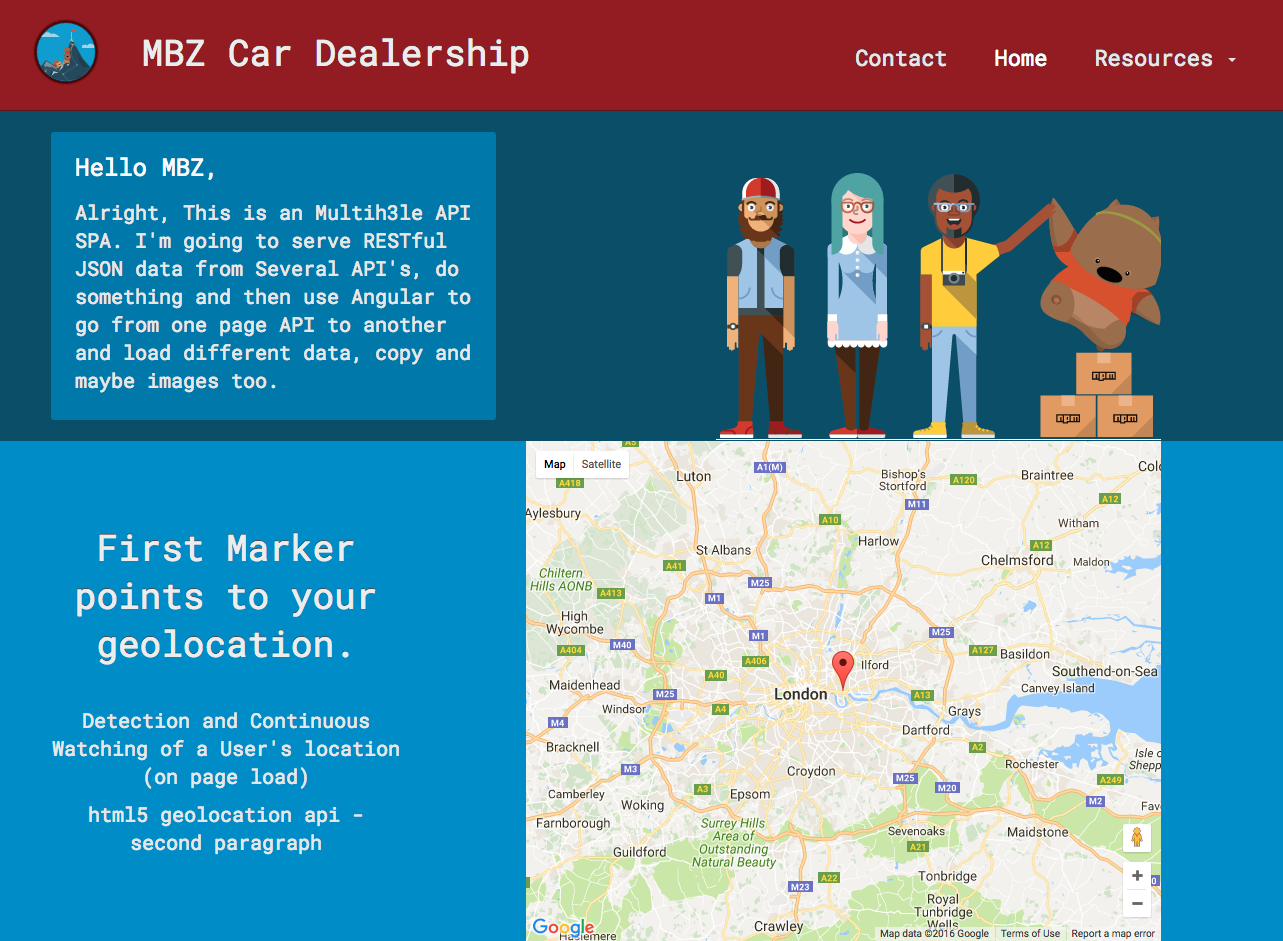 MBZ Car Dealership
Contact Home Resources
Hello MBZ,
Alright, This is an Multih3le API
SPA. I'm going to serve RESTful
JSON data from Several API's, do
something and then use Angular to
go from one page API to another
and load different data, copy and
maybe images too.
npm
npm npm
First Marker
points to your
geolocation.
Detection and Continuous
Watching of a User's location
(on page load)
html5 geolocation api -
second paragraph
A5
Map Satellite
A1(M)
Luton
Bishop's
Stortford
Braintree
Colc
A418
A120
A12
M11
Aylesbury
A10
Witham
St Albans
Harlow
A12
Chelmsford
Maldon
A41
Chiltern
Hills AONB
M25
A413
M1
High
Wycombe
M1
M25
M40
A404
A406
A127
Basildon
Ilford
Southend-on-Sea
A40
Maidenhead
London
M25
A13
Canvey Island
Windsor
A4
Grays
M4
Dartford
Bracknell
A2
Isle o
Shepp
M3
Croydon
Rochester
M25
A249
M20
Camberley
A3
Epsom
M2
Woking
Fav
Farnborough
Surrey Hills
Area of
Outstanding
Natural Beauty
Sevenoaks
Maidstone
A21
Guildford
Tonbridge
A22
M23
Royal
Tunbridge
Wells
Crawley
+
−
Google
Haslemere
Map data ©2016 Google Terms of Use Report a map error